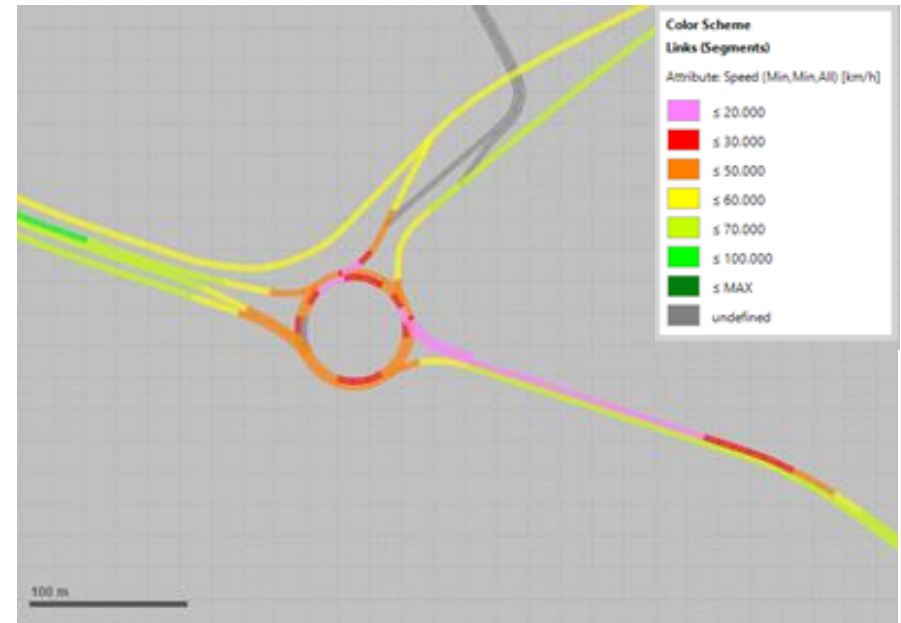 Color Scheme
Links (Segments)
Attribute: Speed (Min,Min,All) [km/h]
≤ 20.000
≤ 30.000
≤ 50.000
≤ 60.000
≤ 70.000
≤ 100.000
≤ MAX
undefined
100 m